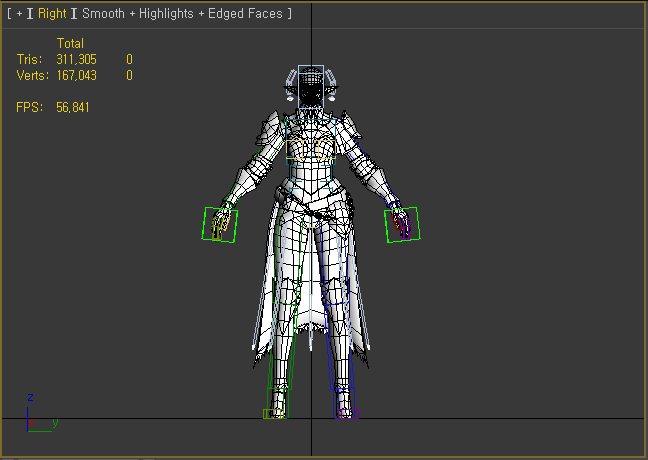 [ + ][ Right ][ Smooth + Highlights + Edged Faces ]
Total
Tris: 311,305 0
Verts: 167,043 0
FPS: 56,841
z
x y